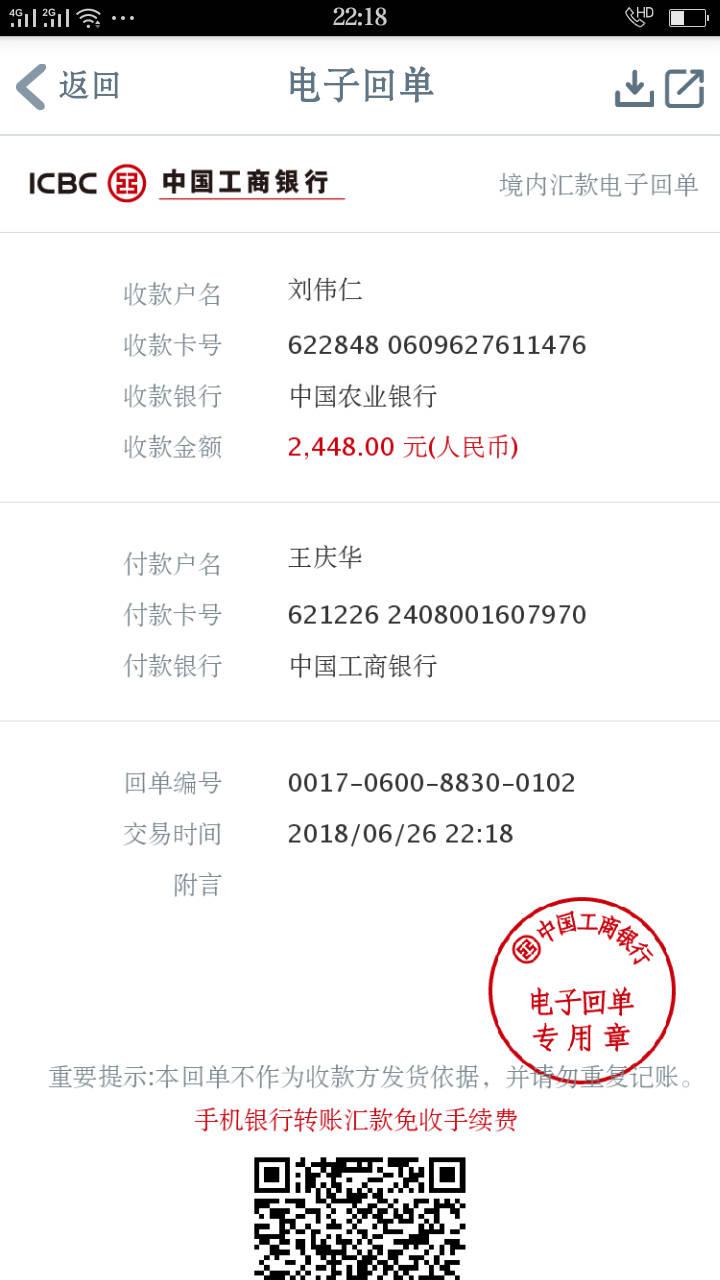 4G 2G 22:18 HD
返回 电子回单
ICBC 中国工商银行 境内汇款电子回单
收款户名 刘伟仁
收款卡号 622848 0609627611476
收款银行 中国农业银行
收款金额 2,448.00 元(人民币)
付款户名 王庆华
付款卡号 621226 2408001607970
付款银行 中国工商银行
回单编号 0017-0600-8830-0102
交易时间 2018/06/26 22:18
附言
中国工商银行
电子回单
专用章
重要提示:本回单不作为收款方发货依据，并请勿重复记账。
手机银行转账汇款免收手续费